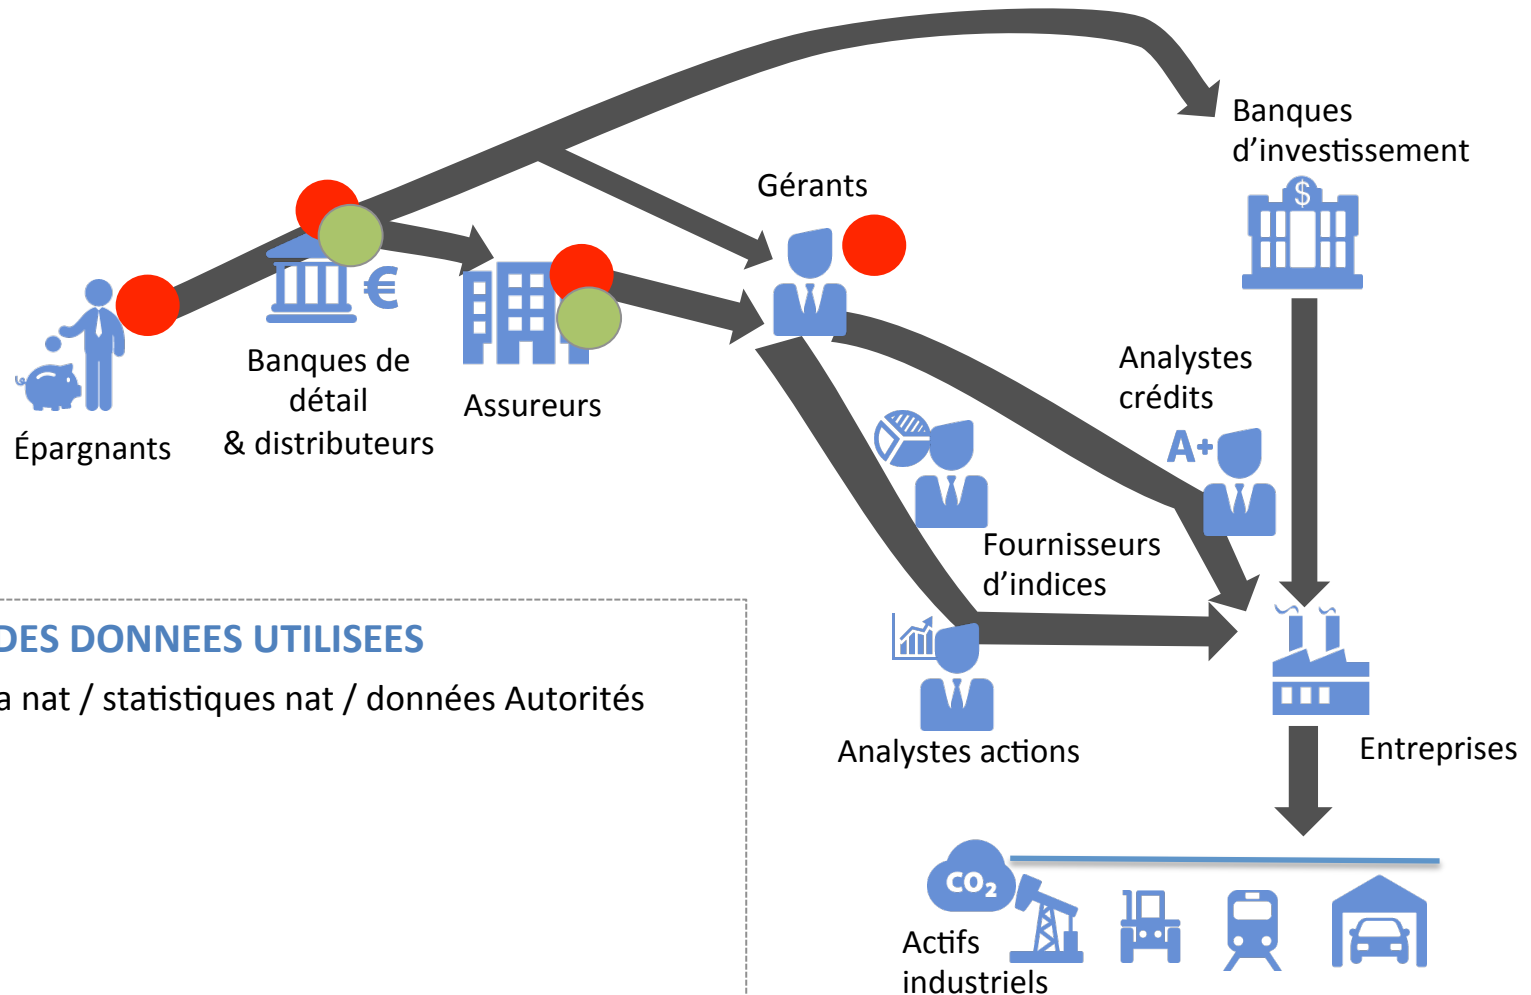 Banques
d’investissement
$
Gérants
€
Banques de
détail
& distributeurs
Assureurs
Épargnants
Analystes
crédits
A+
Fournisseurs
d’indices
DES DONNEES UTILISEES
a nat / statistiques nat / données Autorités
Analystes actions
Entreprises
CO₂
Actifs
industriels